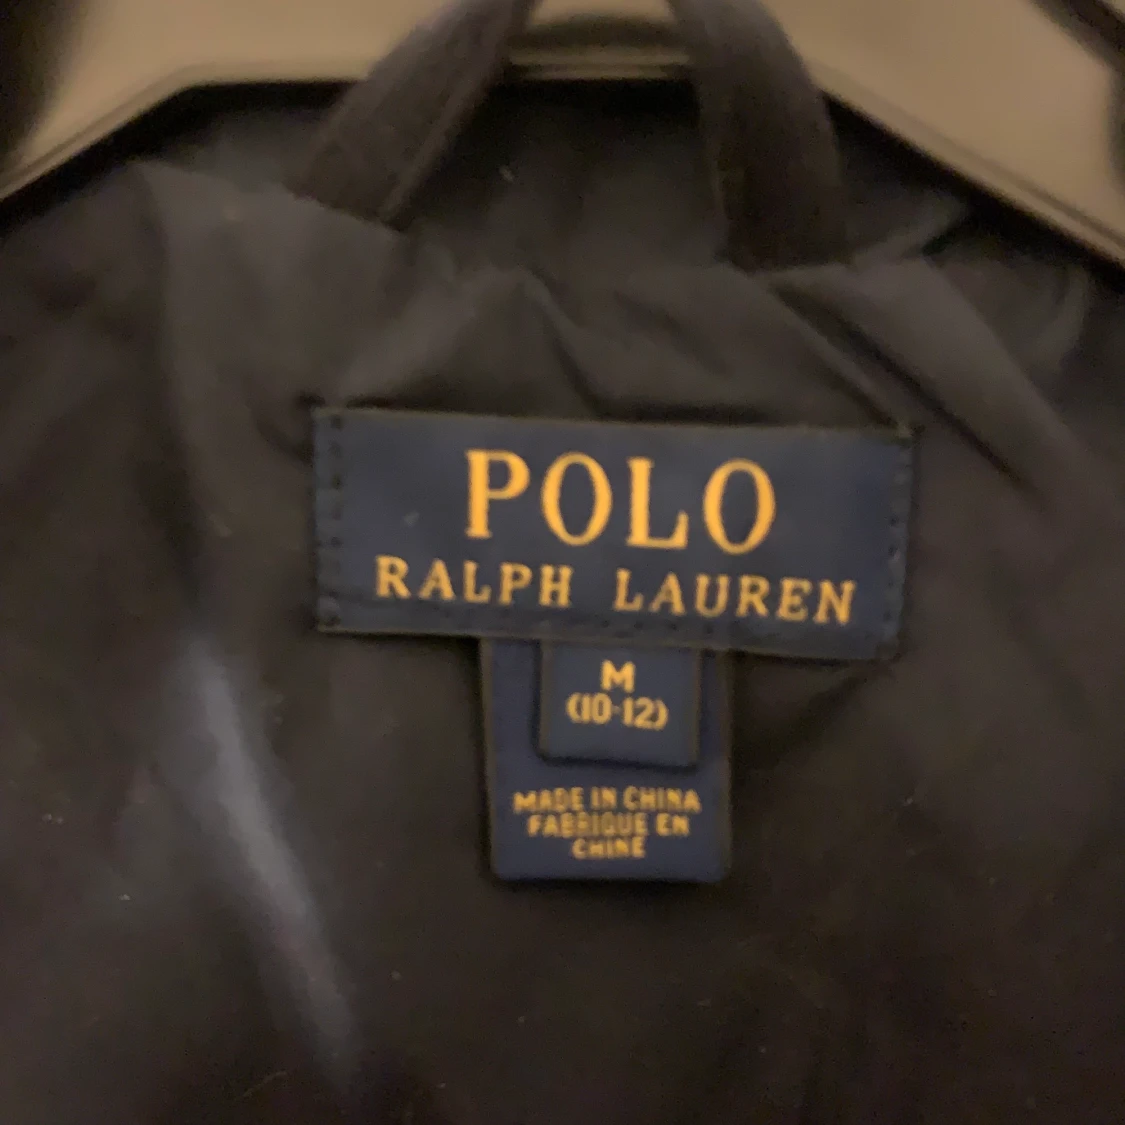 POLO
RALPH LAUREN
M
(10-12)
MADE IN CHINA
FABRIQUE EN
CHINE